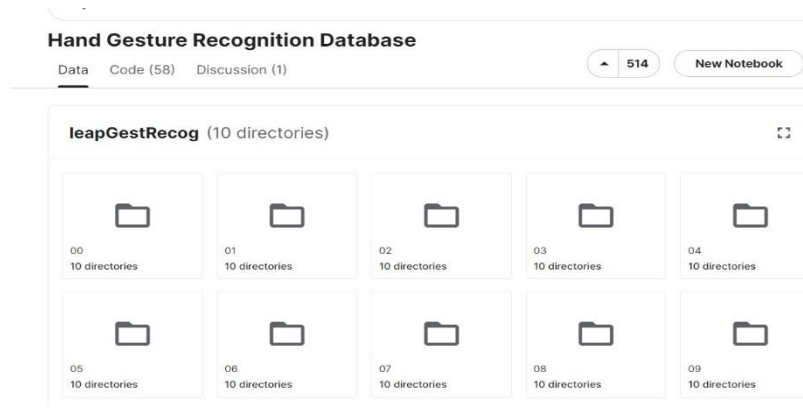 Hand Gesture Recognition Database
Data Code (58) Discussion (1)
514
New Notebook
leapGestRecog (10 directories)
00 01 02 03 04
10 directories 10 directories 10 directories 10 directories 10 directories
05 06 07 08 09
10 directories 10 directories 10 directories 10 directories 10 directories